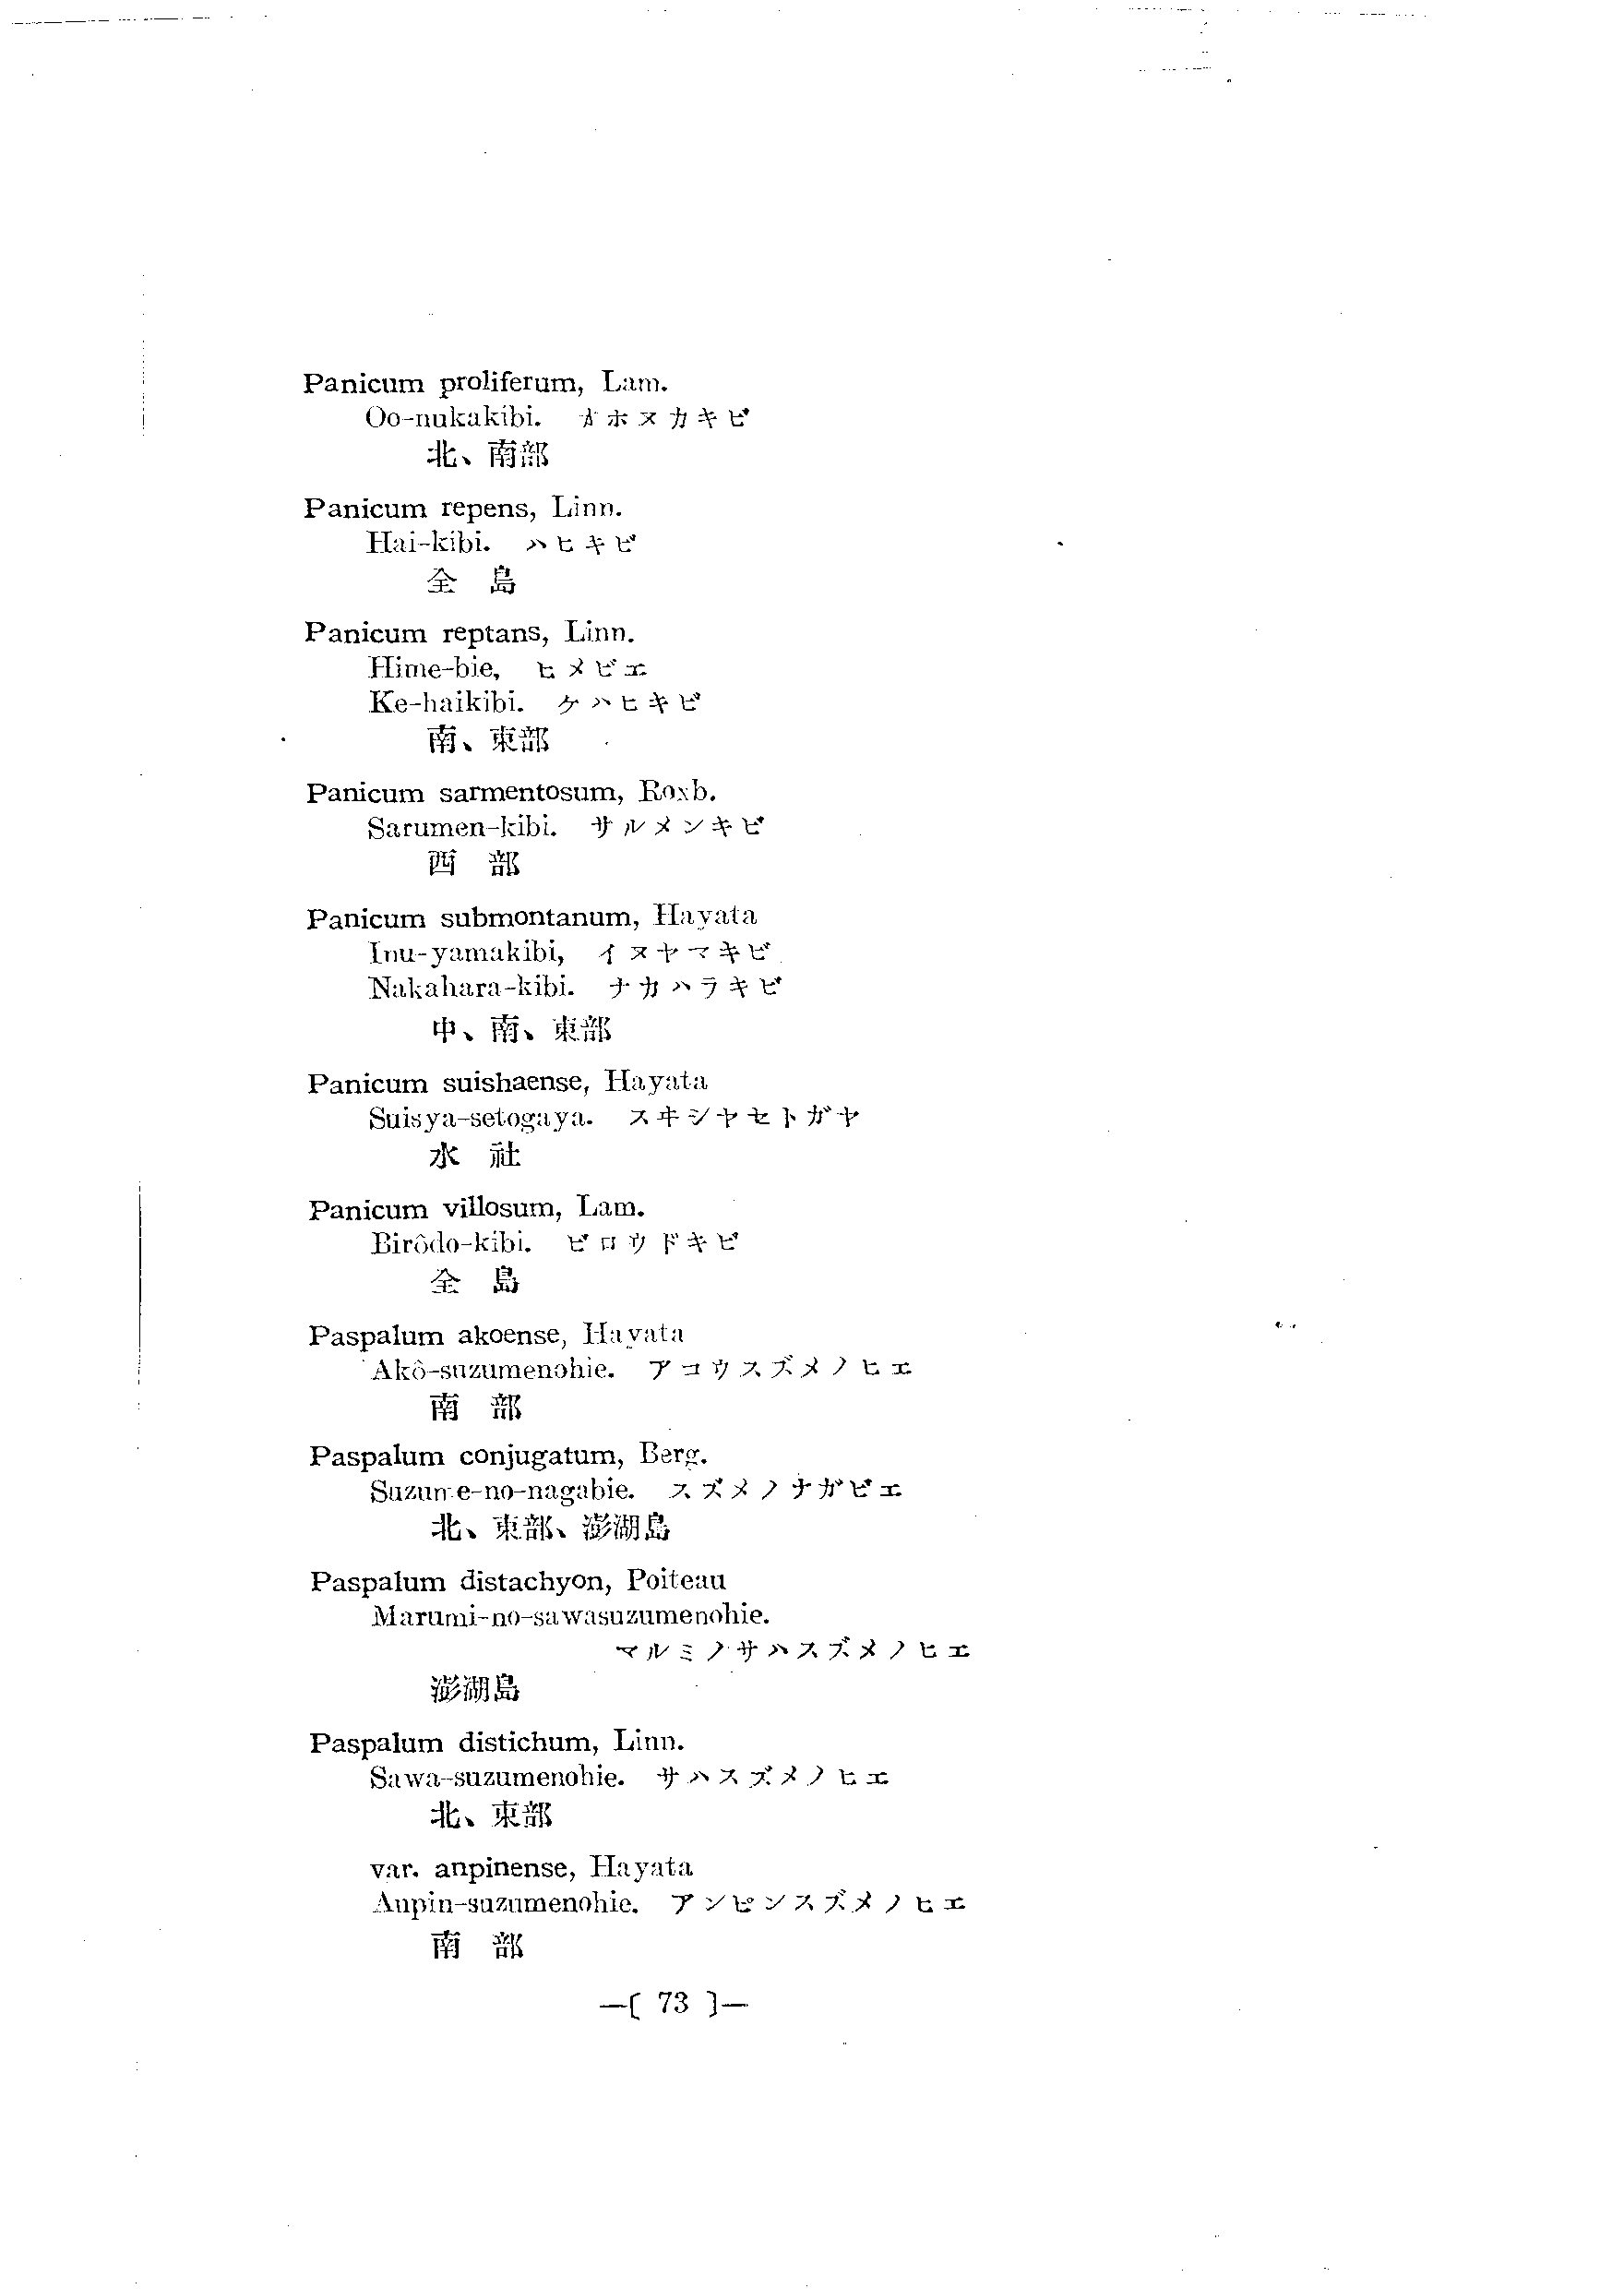 Panicum proliferum, Lam.
Oo-nukakibi. オホヌカキビ
北、南部
Panicum repens, Linn.
Hai-kibi. ハヒキビ
全 島
Panicum reptans, Linn.
Hime-bie, ヒメビエ
Ke-haikibi. ケハヒキビ
南、東部
Panicum sarmentosum, Roxb.
Sarumen-kibi. サルメンキビ
西 部
Panicum submontanum, Hayata
Inu-yamakibi, イヌヤマキビ
Nakahara-kibi. ナカハラキビ
中、南、東部
Panicum suishaense, Hayata
Suisya-setogaya. スヰシヤセトガヤ
水 社
Panicum villosum, Lam.
Birôdo-kibi. ビロウドキビ
全 島
Paspalum akoense, Hayata
Akô-suzumenohie. アコウスズメノヒエ
南 部
Paspalum conjugatum, Berg.
Suzume-no-nagabie. スズメノナガビエ
北、東部、澎湖島
Paspalum distachyon, Poiteau
Marumi-no-sawasuzumenohie.
マルミノサハスズメノヒエ
澎湖島
Paspalum distichum, Linn.
Sawa-suzumenohie. サハスズメノヒエ
北、東部
var. anpinense, Hayata
Anpin-suzumenohie. アンピンスズメノヒエ
南 部
—[ 73 ]—